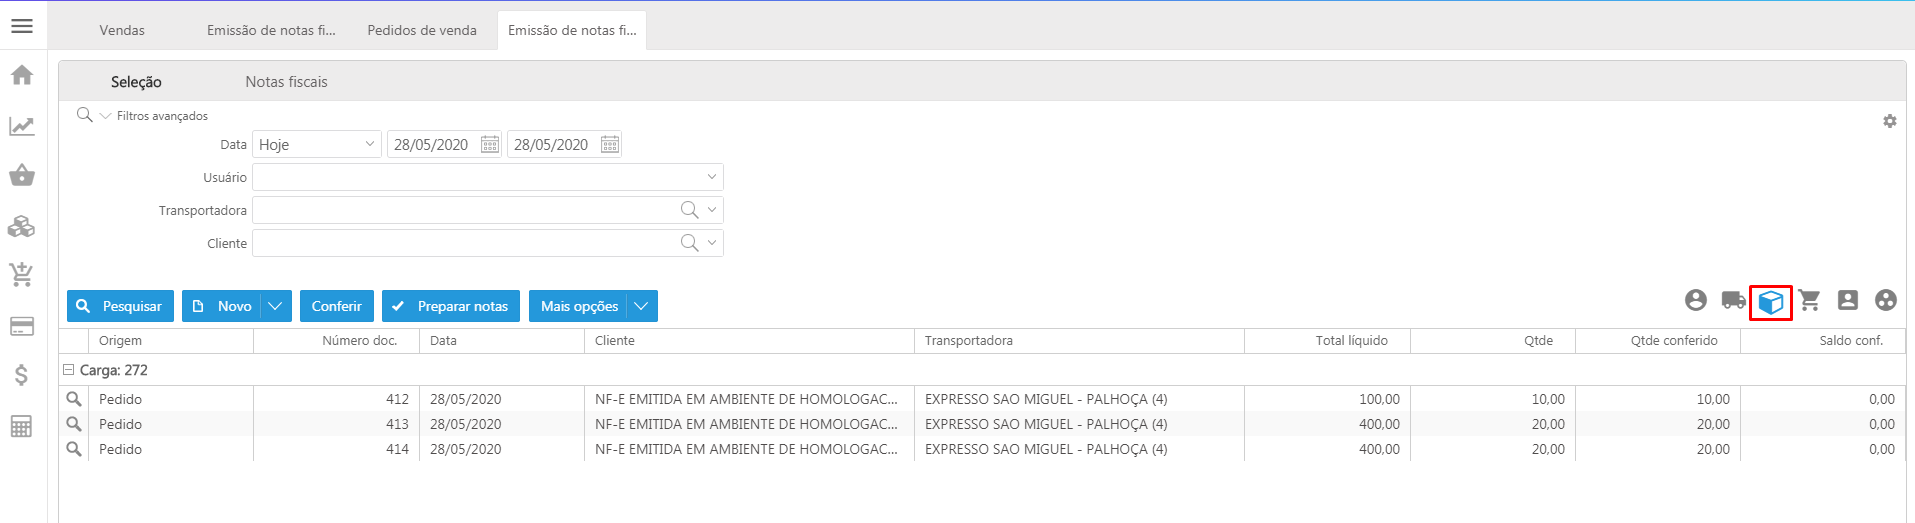 Vendas Emissão de notas fi... Pedidos de venda Emissão de notas fi...
Seleção Notas fiscais
Filtros avançados
Data Hoje 28/05/2020 28/05/2020
Usuário
Transportadora
Cliente
Pesquisar Novo Conferir Preparar notas Mais opções
Origem Número doc. Data Cliente Transportadora Total líquido Qtde Qtde conferido Saldo conf.
Carga: 272
Pedido 412 28/05/2020 NF-E EMITIDA EM AMBIENTE DE HOMOLOGAC... EXPRESSO SAO MIGUEL - PALHOÇA (4) 100,00 10,00 10,00 0,00
Pedido 413 28/05/2020 NF-E EMITIDA EM AMBIENTE DE HOMOLOGAC... EXPRESSO SAO MIGUEL - PALHOÇA (4) 400,00 20,00 20,00 0,00
Pedido 414 28/05/2020 NF-E EMITIDA EM AMBIENTE DE HOMOLOGAC... EXPRESSO SAO MIGUEL - PALHOÇA (4) 400,00 20,00 20,00 0,00